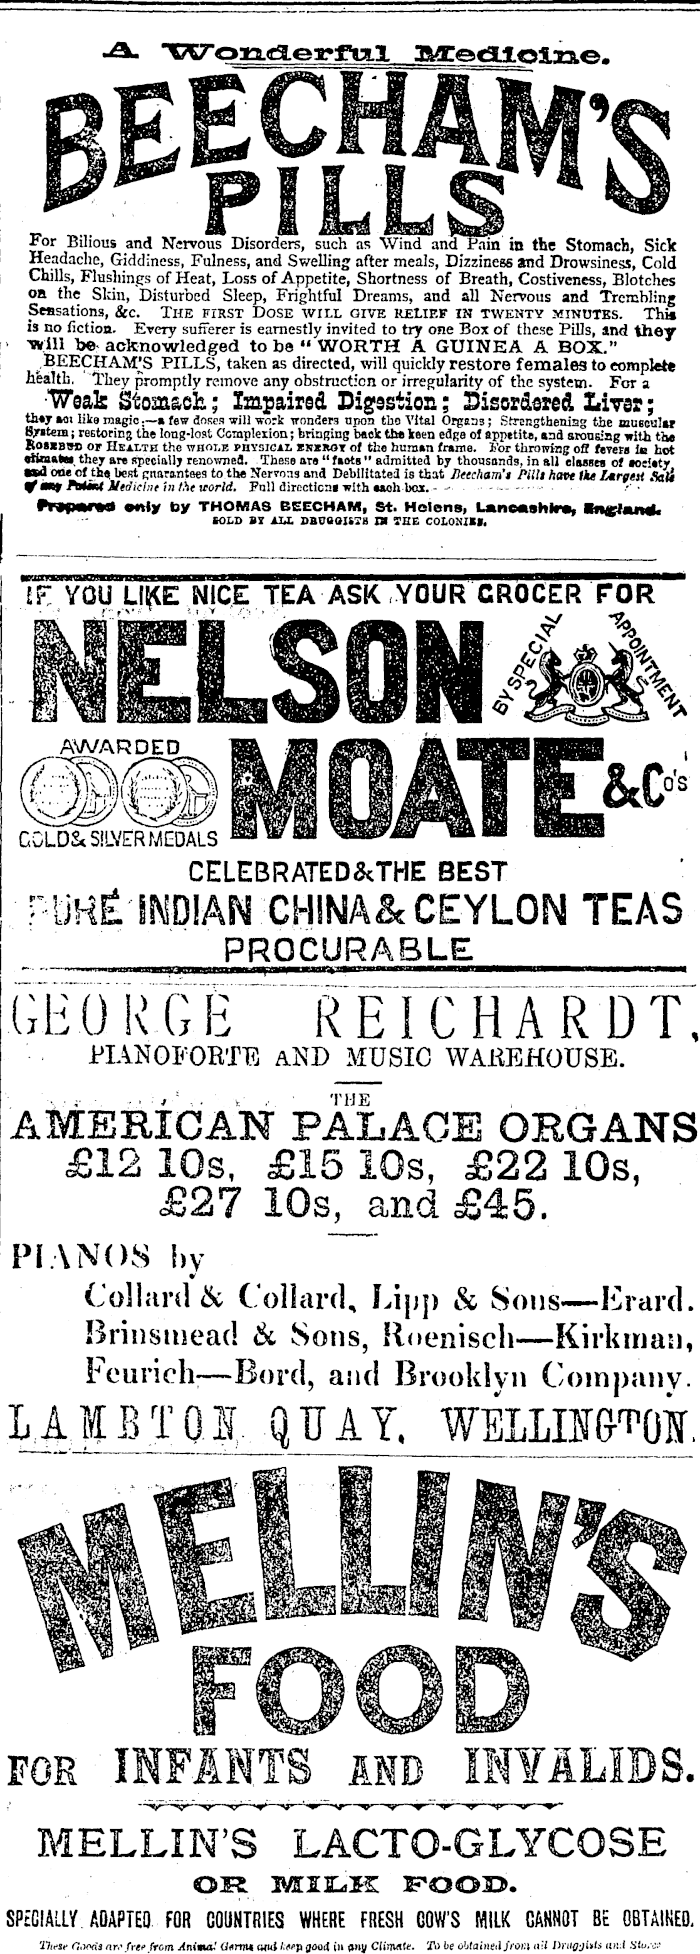 A Wonderful Medicine.
BEECHAM'S
PILLS
For Bilious and Nervous Disorders, such as Wind and Pain in the Stomach, Sick
Headache, Giddiness, Fulness, and Swelling after meals, Dizziness and Drowsiness, Cold
Chills, Flushings of Heat, Loss of Appetite, Shortness of Breath, Costiveness, Blotches
on the Skin, Disturbed Sleep, Frightful Dreams, and all Nervous and Trembling
Sensations, &c. THE FIRST DOSE WILL GIVE RELIEF IN TWENTY MINUTES. This
is no fiction. Every sufferer is earnestly invited to try one Box of these Pills, and they
will be acknowledged to be "WORTH A GUINEA A BOX."
BEECHAM'S PILLS, taken as directed, will quickly restore females to complete
health. They promptly remove any obstruction or irregularity of the system. For a
Weak Stomach; Impaired Digestion; Disordered Liver;
they act like magic:—a few doses will work wonders upon the Vital Organs; Strengthening the muscular
System; restoring the long-lost Complexion; bringing back the keen edge of appetite, and arousing with the
ROSEBUD OF HEALTH the WHOLE PHYSICAL ENERGY of the human frame. For throwing off fevers in hot
climates they are specially renowned. These are "facts" admitted by thousands, in all classes of society
and one of the best guarantees to the Nervous and Debilitated is that Beecham's Pills have the Largest Sale
of any Patent Medicine in the world. Full directions with each box.
Prepared only by THOMAS BEECHAM, St. Helens, Lancashire, England.
SOLD BY ALL DRUGGISTS IN THE COLONIES.
IF YOU LIKE NICE TEA ASK YOUR GROCER FOR
NELSON
BY SPECIAL APPOINTMENT
AWARDED
GOLD & SILVER MEDALS
MOATE & Co's
CELEBRATED & THE BEST
PURE INDIAN CHINA & CEYLON TEAS
PROCURABLE
GEORGE REICHARDT,
PIANOFORTE AND MUSIC WAREHOUSE.
THE
AMERICAN PALACE ORGANS
£12 10s, £15 10s, £22 10s,
£27 10s, and £45.
PIANOS by
Collard & Collard, Lipp & Sons—Erard.
Brinsmead & Sons, Roenisch—Kirkman,
Feurich—Bord, and Brooklyn Company.
LAMBTON QUAY, WELLINGTON.
MELLIN'S
FOOD
FOR INFANTS AND INVALIDS.
MELLIN'S LACTO-GLYCOSE
OR MILK FOOD.
SPECIALLY ADAPTED FOR COUNTRIES WHERE FRESH COW'S MILK CANNOT BE OBTAINED.
These Goods are free from Animal Germs and keep good in any Climate. To be obtained from all Druggists and Stores